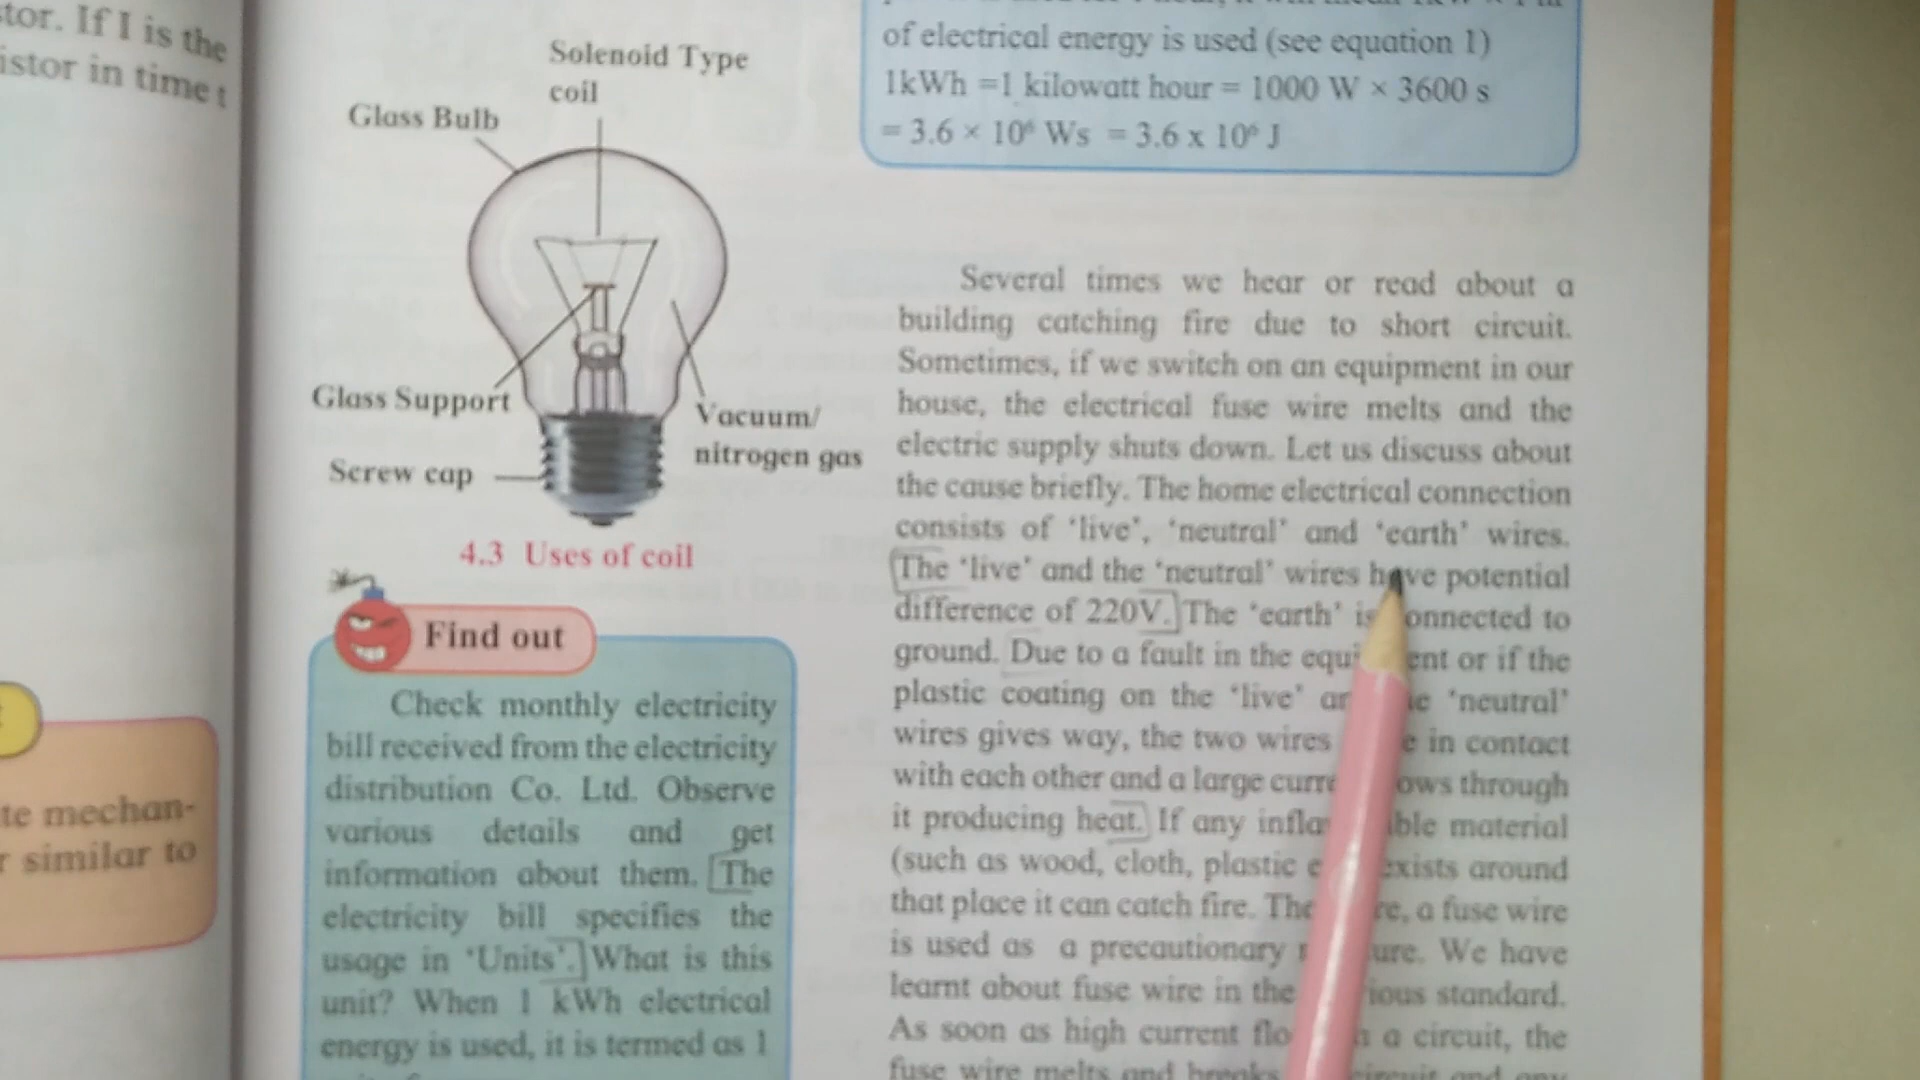 tor. If I is the
istor in time t
te mechan-
r similar to
Solenoid Type
coil
Glass Bulb
Glass Support
Vacuum/
nitrogen gas
Screw cap
4.3 Uses of coil
Find out
Check monthly electricity
bill received from the electricity
distribution Co. Ltd. Observe
various details and get
information about them. The
electricity bill specifies the
usage in ‘Units’. What is this
unit? When 1 kWh electrical
energy is used, it is termed as 1
of electrical energy is used (see equation 1)
1kWh =1 kilowatt hour = 1000 W × 3600 s
= 3.6 × 10⁶ Ws = 3.6 x 10⁶ J
Several times we hear or read about a
building catching fire due to short circuit.
Sometimes, if we switch on an equipment in our
house, the electrical fuse wire melts and the
electric supply shuts down. Let us discuss about
the cause briefly. The home electrical connection
consists of ‘live’, ‘neutral’ and ‘earth’ wires.
The ‘live’ and the ‘neutral’ wires have potential
difference of 220V. The ‘earth’ is connected to
ground. Due to a fault in the equi ent or if the
plastic coating on the ‘live’ ‘neutral’
wires gives way, the two wires in contact
with each other and a large curre ows through
it producing heat. If any infla ble material
(such as wood, cloth, plastic exists around
that place it can catch fire. The re, a fuse wire
is used as a precautionary ure. We have
learnt about fuse wire in the ious standard.
As soon as high current flo a circuit, the
fuse wire melts and breaks circuit and any